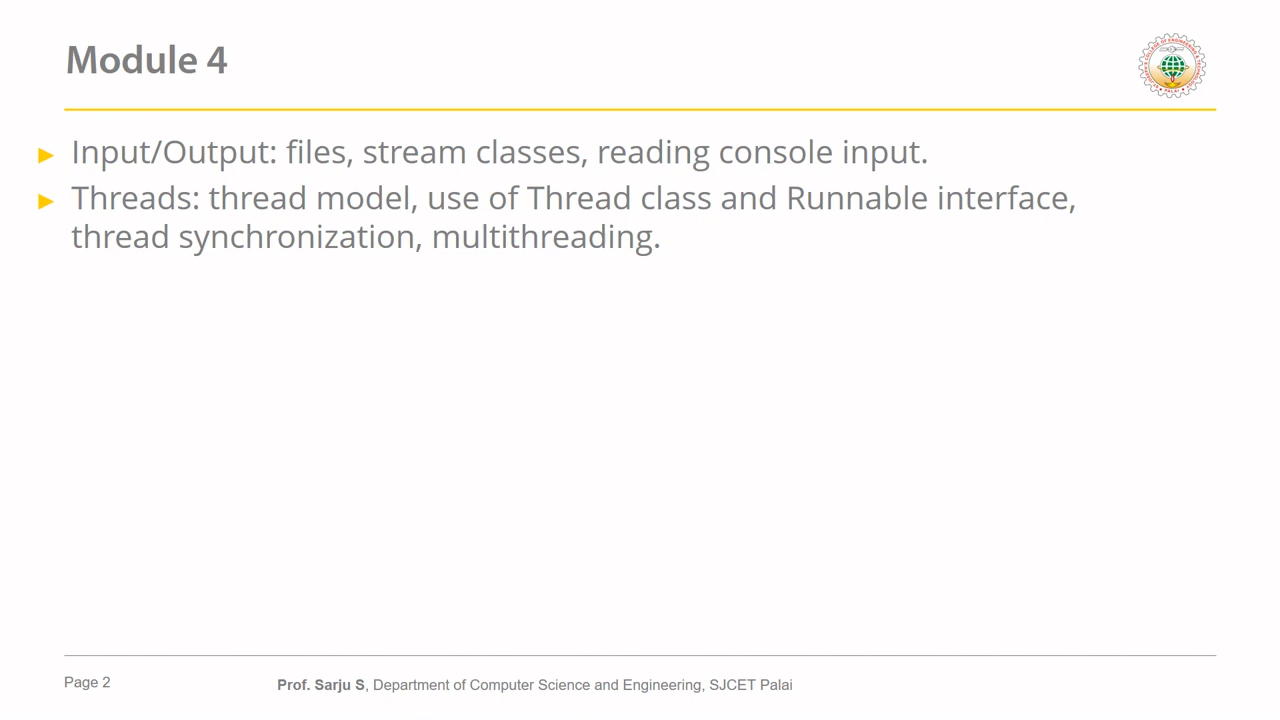 Module 4
► Input/Output: files, stream classes, reading console input.
► Threads: thread model, use of Thread class and Runnable interface,
thread synchronization, multithreading.
Page 2
Prof. Sarju S, Department of Computer Science and Engineering, SJCET Palai